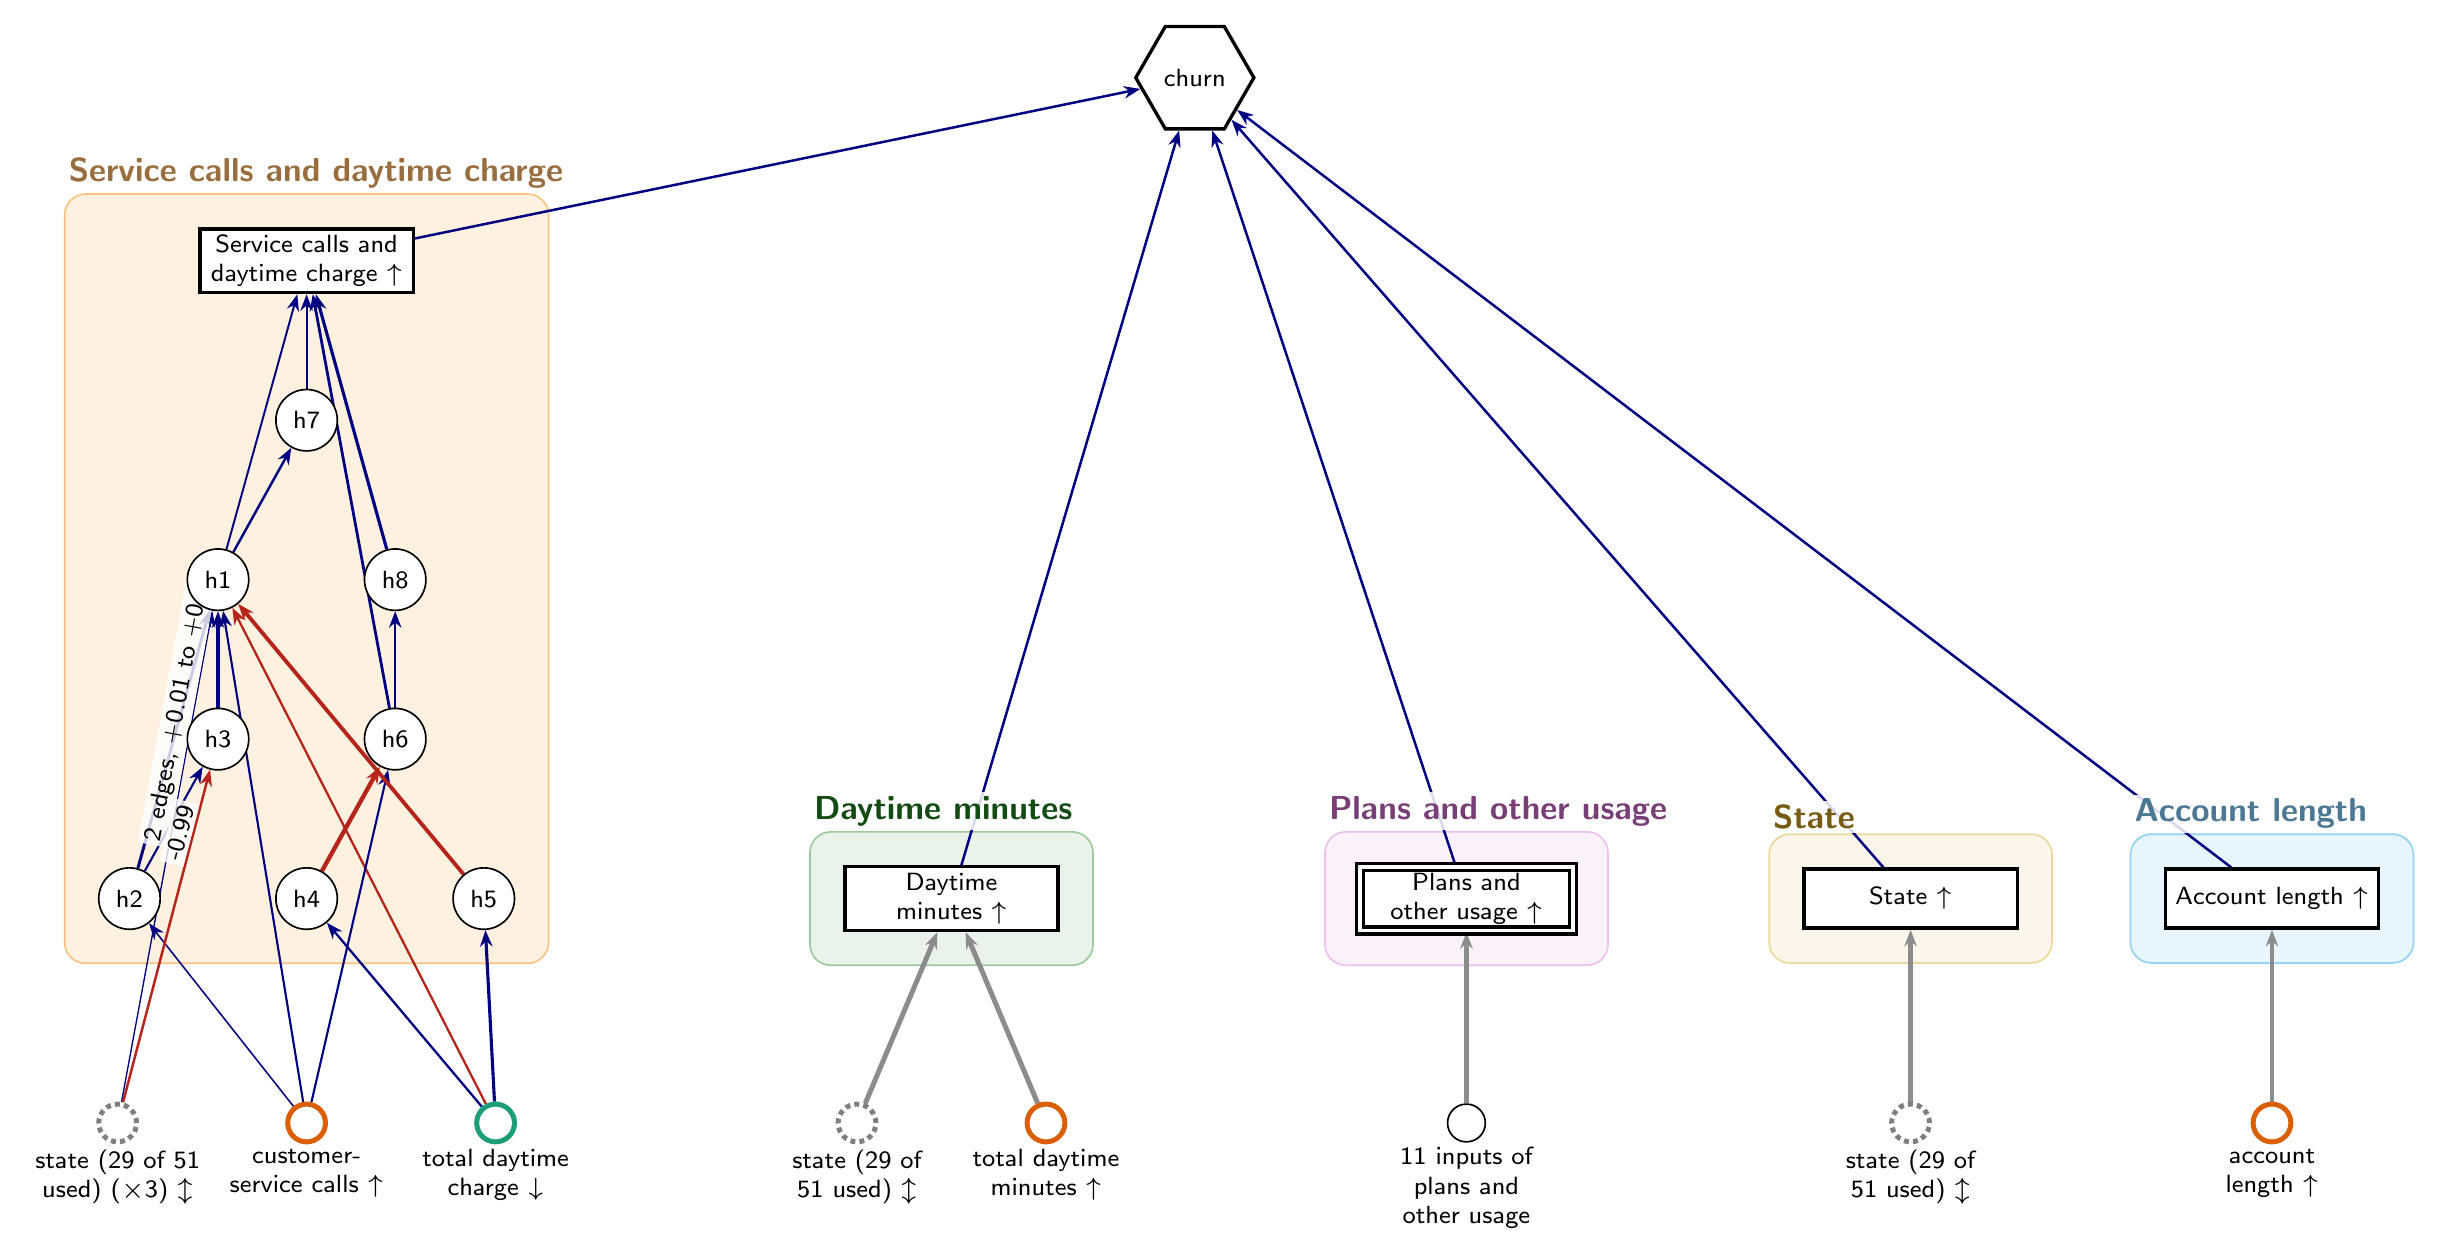 churn
Service calls and daytime charge
Service calls and
daytime charge ↑
h7
h1
h8
2 edges, +0.01 to +0
-0.99
h3
h6
h2
h4
h5
Daytime minutes
Daytime
minutes ↑
Plans and other usage
Plans and
other usage ↑
State
State ↑
Account length
Account length ↑
state (29 of 51
used) (×3) ↕
customer-
service calls ↑
total daytime
charge ↓
state (29 of
51 used) ↕
total daytime
minutes ↑
11 inputs of
plans and
other usage
state (29 of
51 used) ↕
account
length ↑